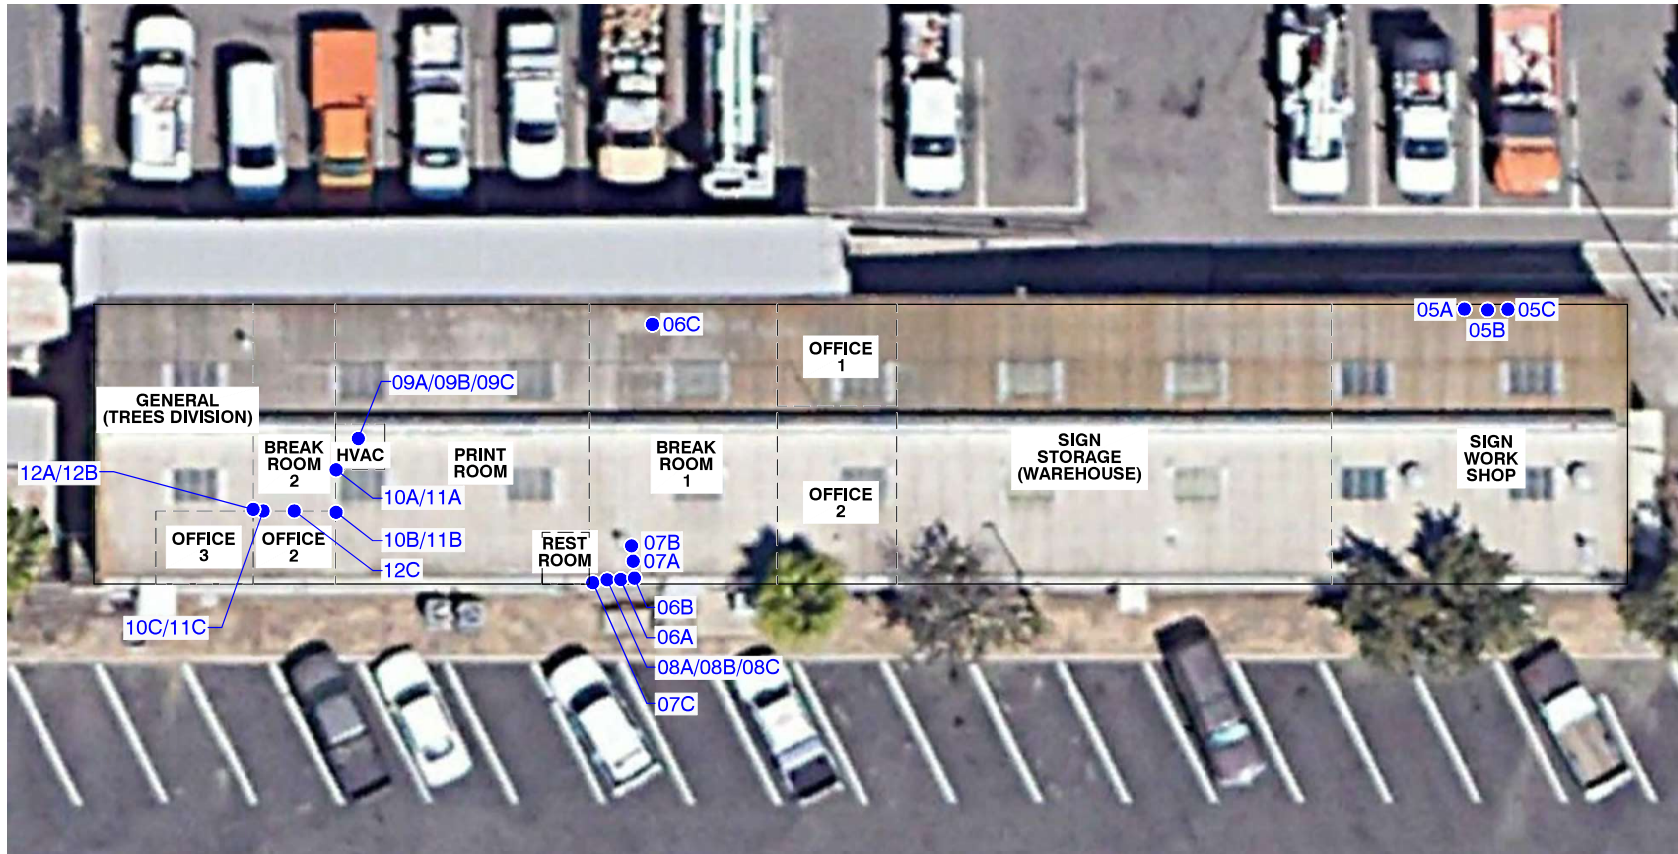 05A
05C
05B
06C
OFFICE
1
09A/09B/09C
GENERAL
(TREES DIVISION)
BREAK
ROOM
2
HVAC
PRINT
ROOM
BREAK
ROOM
1
SIGN
STORAGE
(WAREHOUSE)
SIGN
WORK
SHOP
12A/12B
10A/11A
OFFICE
2
OFFICE
3
OFFICE
2
10B/11B
REST
ROOM
07B
07A
12C
06B
10C/11C
06A
08A/08B/08C
07C